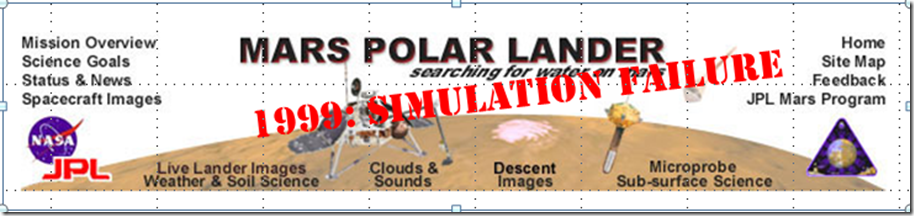 MARS POLAR LANDER
searching for water on mars
1999: SIMULATION FAILURE
Mission Overview
Science Goals
Status & News
Spacecraft Images
Home
Site Map
Feedback
JPL Mars Program
NASA
JPL
Live Lander Images
Weather & Soil Science
Clouds &
Sounds
Descent
Images
Microprobe
Sub-surface Science